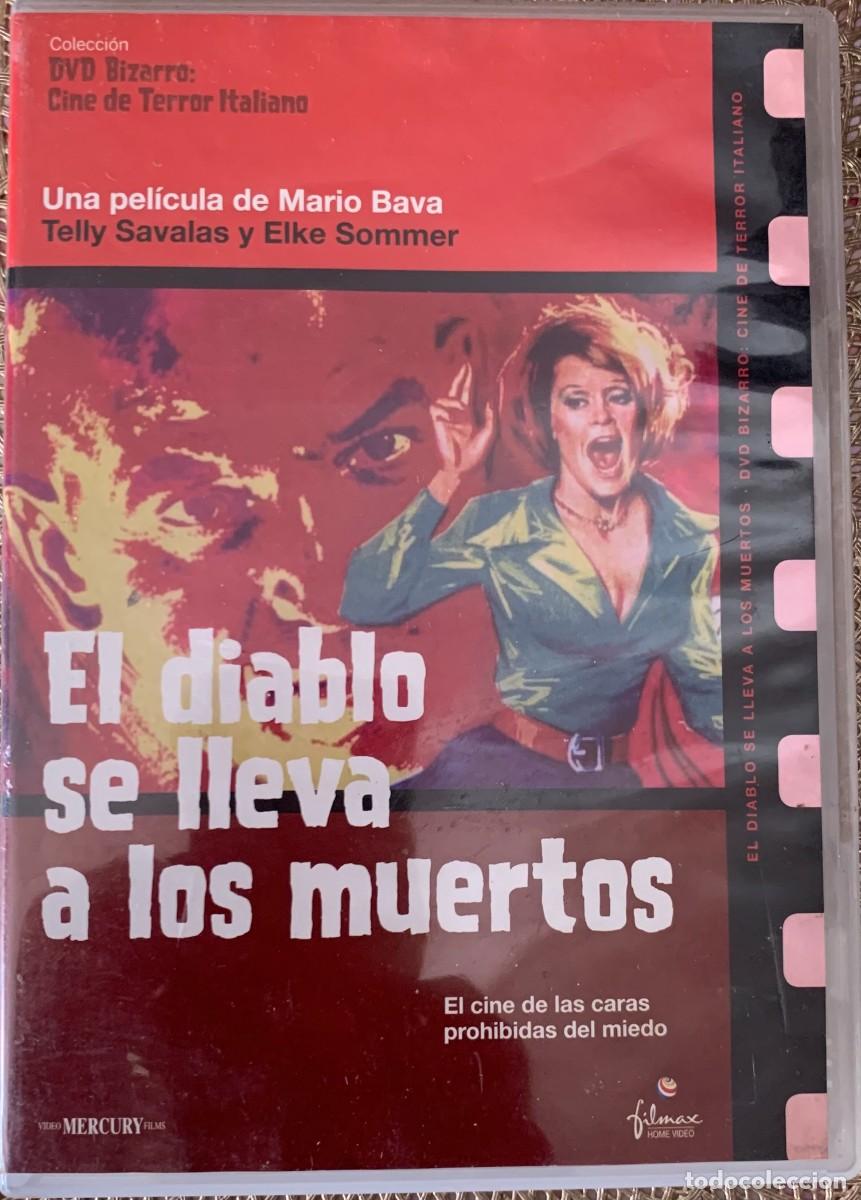 Colección
DVD Bizarro:
Cine de Terror Italiano
Una película de Mario Bava
Telly Savalas y Elke Sommer
El diablo
se lleva
a los muertos
El cine de las caras
prohibidas del miedo
VIDEO MERCURY FILMS
filmax
HOME VIDEO
EL DIABLO SE LLEVA A LOS MUERTOS · DVD BIZARRO: CINE DE TERROR ITALIANO
todocoleccion